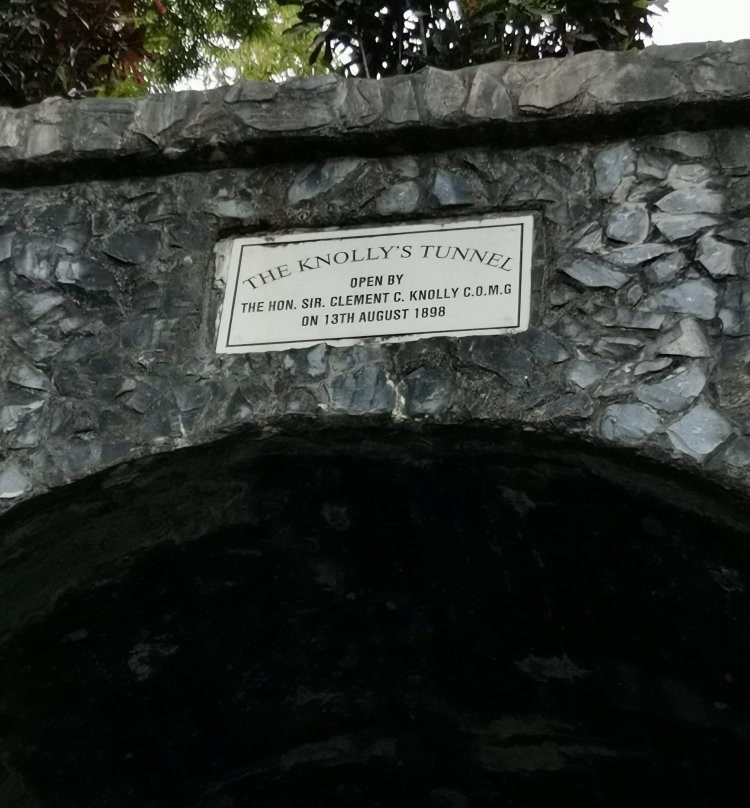 THE KNOLLY'S TUNNEL
OPEN BY
THE HON. SIR. CLEMENT C. KNOLLY C.O.M.G
ON 13TH AUGUST 1898